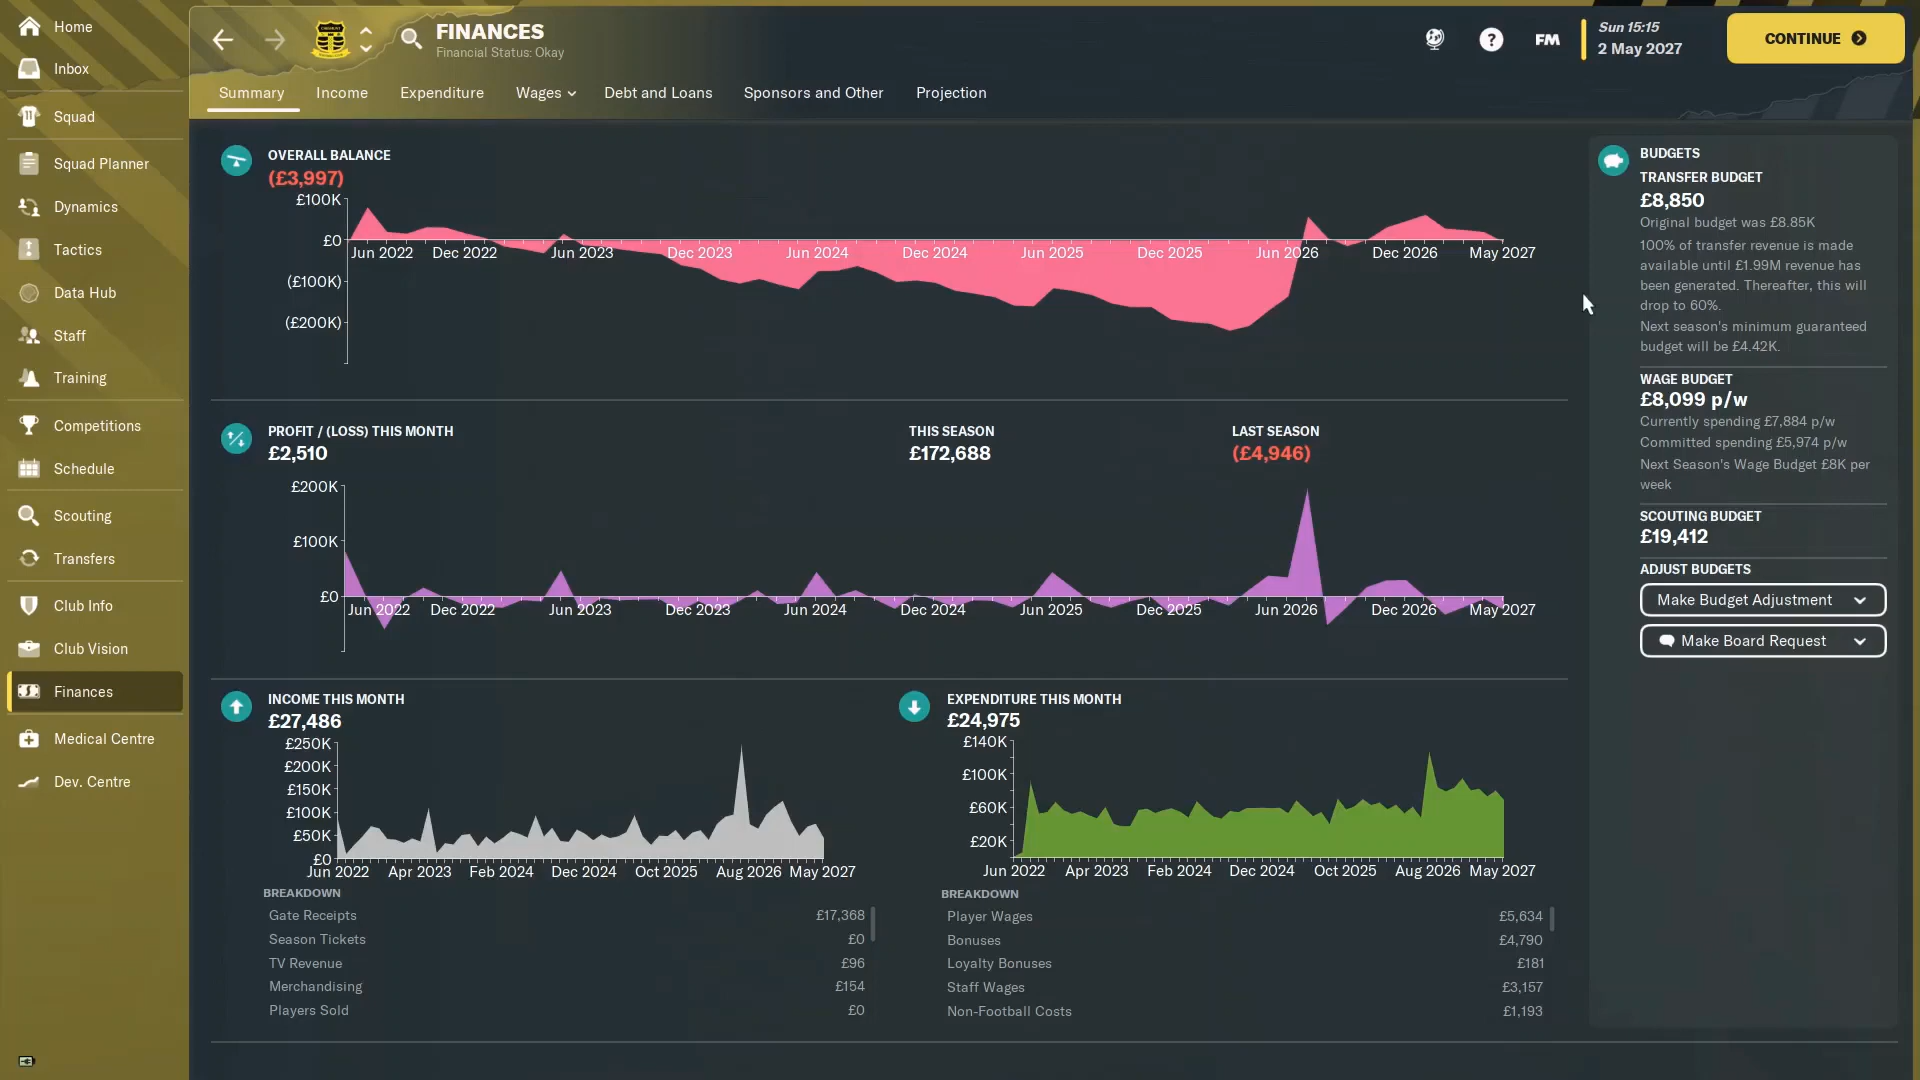 Home
Inbox
Squad
Squad Planner
Dynamics
Tactics
Data Hub
Staff
Training
Competitions
Schedule
Scouting
Transfers
Club Info
Club Vision
Finances
Medical Centre
Dev. Centre
FINANCES
Financial Status: Okay
?
FM
Sun 15:15
2 May 2027
CONTINUE
Summary
Income
Expenditure
Wages
Debt and Loans
Sponsors and Other
Projection
OVERALL BALANCE
(£3,997)
£100K
£0
(£100K)
(£200K)
Jun 2022
Dec 2022
Jun 2023
Dec 2023
Jun 2024
Dec 2024
Jun 2025
Dec 2025
Jun 2026
Dec 2026
May 2027
PROFIT / (LOSS) THIS MONTH
£2,510
THIS SEASON
£172,688
LAST SEASON
(£4,946)
£200K
£100K
£0
Jun 2022
Dec 2022
Jun 2023
Dec 2023
Jun 2024
Dec 2024
Jun 2025
Dec 2025
Jun 2026
Dec 2026
May 2027
INCOME THIS MONTH
£27,486
£250K
£200K
£150K
£100K
£50K
£0
Jun 2022
Apr 2023
Feb 2024
Dec 2024
Oct 2025
Aug 2026
May 2027
BREAKDOWN
Gate Receipts £17,368
Season Tickets £0
TV Revenue £96
Merchandising £154
Players Sold £0
EXPENDITURE THIS MONTH
£24,975
£140K
£100K
£60K
£20K
Jun 2022
Apr 2023
Feb 2024
Dec 2024
Oct 2025
Aug 2026
May 2027
BREAKDOWN
Player Wages £5,634
Bonuses £4,790
Loyalty Bonuses £181
Staff Wages £3,157
Non-Football Costs £1,193
BUDGETS
TRANSFER BUDGET
£8,850
Original budget was £8.85K
100% of transfer revenue is made
available until £1.99M revenue has
been generated. Thereafter, this will
drop to 60%.
Next season's minimum guaranteed
budget will be £4.42K.
WAGE BUDGET
£8,099 p/w
Currently spending £7,884 p/w
Committed spending £5,974 p/w
Next Season's Wage Budget £8K per
week
SCOUTING BUDGET
£19,412
ADJUST BUDGETS
Make Budget Adjustment
Make Board Request